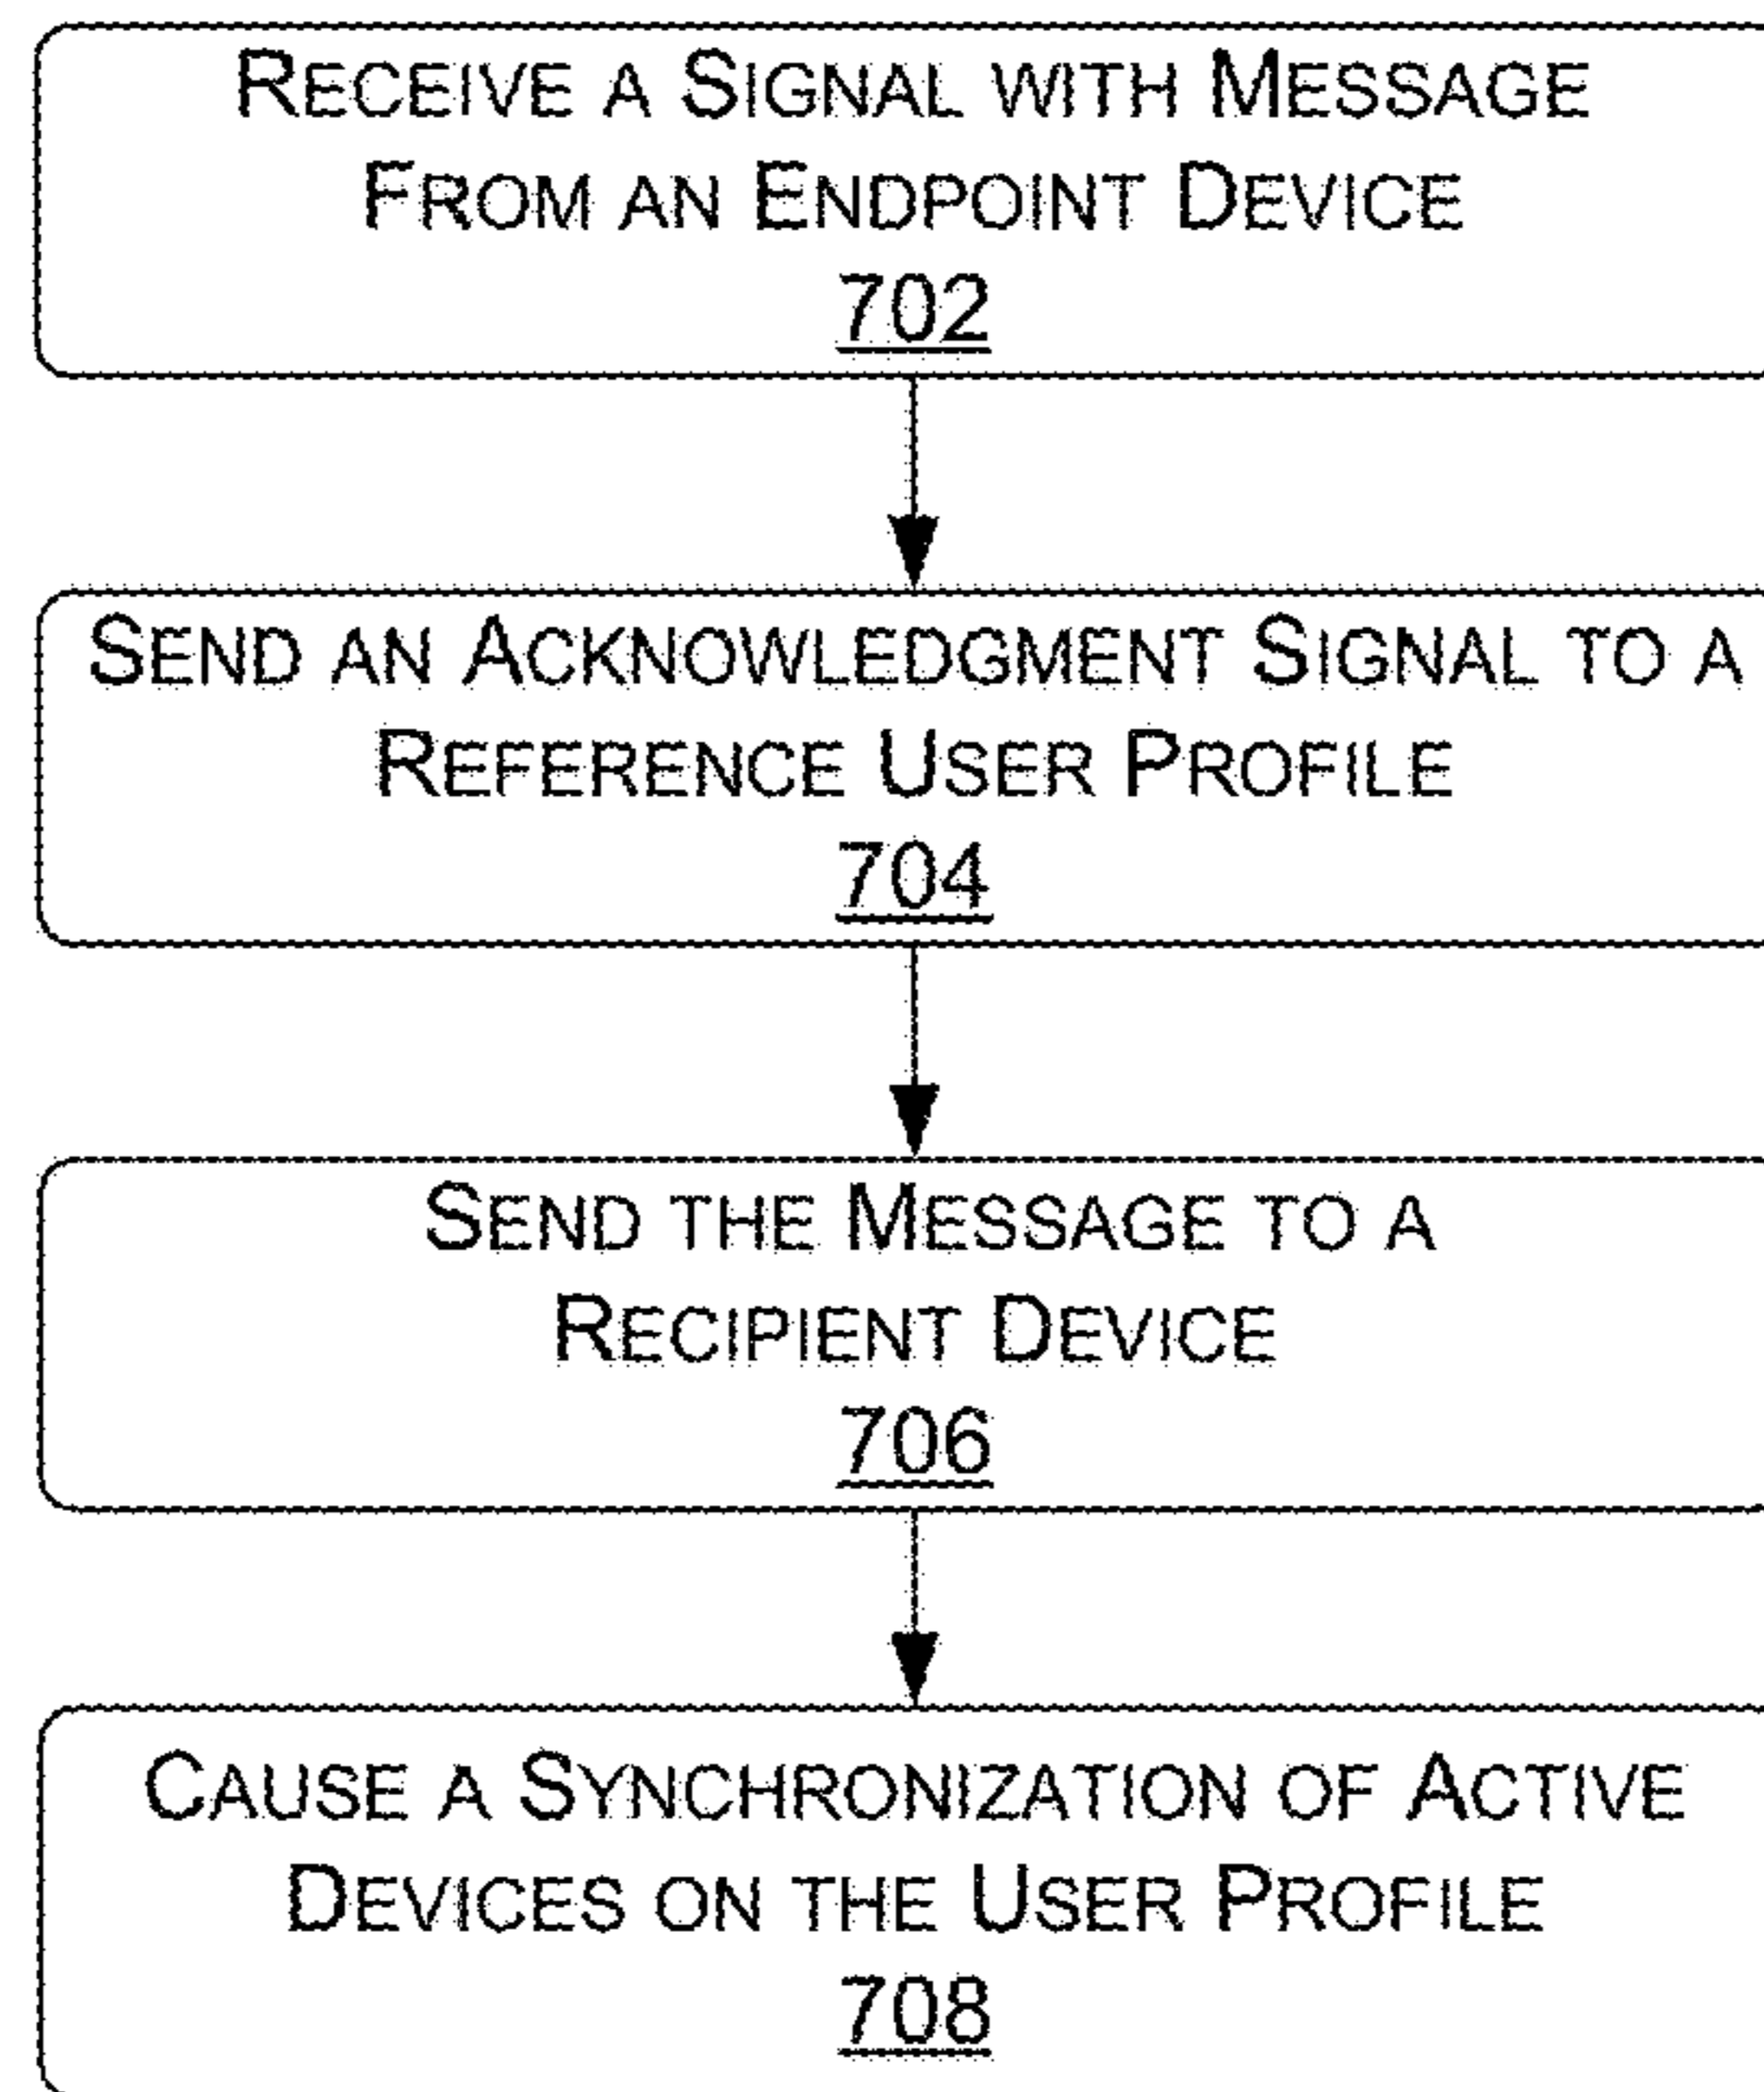 RECEIVE A SIGNAL WITH MESSAGE
FROM AN ENDPOINT DEVICE
702
SEND AN ACKNOWLEDGMENT SIGNAL TO A
REFERENCE USER PROFILE
704
SEND THE MESSAGE TO A
RECIPIENT DEVICE
706
CAUSE A SYNCHRONIZATION OF ACTIVE
DEVICES ON THE USER PROFILE
708